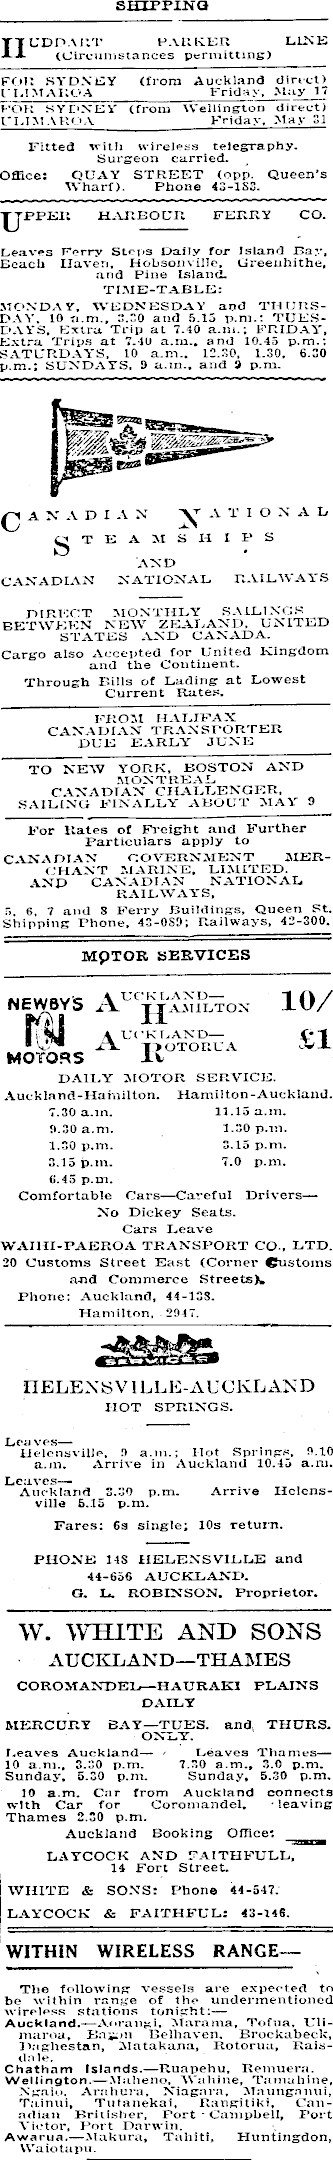 SHIPPING
HUDDART PARKER LINE
(Circumstances permitting)
FOR SYDNEY (from Auckland direct)
ULIMAROA Friday, May 17
FOR SYDNEY (from Wellington direct)
ULIMAROA Friday, May 31
Fitted with wireless telegraphy.
Surgeon carried.
Office: QUAY STREET (opp. Queen's
Wharf). Phone 43-183.
UPPER HARBOUR FERRY CO.
Leaves Ferry Steps Daily for Island Bay,
Beach Haven, Hobsonville, Greenhithe,
and Pine Island.
TIME-TABLE:
MONDAY, WEDNESDAY and THURS-
DAY, 10 a.m., 3.30 and 5.15 p.m.: TUES-
DAYS, Extra Trip at 7.40 a.m.; FRIDAY,
Extra Trips at 7.40 a.m., and 10.45 p.m.;
SATURDAYS, 10 a.m., 12.30, 1.30, 6.30
p.m.; SUNDAYS, 9 a.m., and 9 p.m.
CANADIAN NATIONAL
STEAMSHIPS
AND
CANADIAN NATIONAL RAILWAYS
DIRECT MONTHLY SAILINGS
BETWEEN NEW ZEALAND, UNITED
STATES AND CANADA.
Cargo also Accepted for United Kingdom
and the Continent.
Through Bills of Lading at Lowest
Current Rates.
FROM HALIFAX
CANADIAN TRANSPORTER
DUE EARLY JUNE
TO NEW YORK, BOSTON AND
MONTREAL
CANADIAN CHALLENGER,
SAILING FINALLY ABOUT MAY 9
For Rates of Freight and Further
Particulars apply to
CANADIAN GOVERNMENT MER-
CHANT MARINE, LIMITED.
AND CANADIAN NATIONAL
RAILWAYS,
5, 6, 7 and 8 Ferry Buildings, Queen St.
Shipping Phone, 43-089; Railways, 42-300.
MOTOR SERVICES
NEWBY'S MOTORS
AUCKLAND—HAMILTON 10/
AUCKLAND—ROTORUA £1
DAILY MOTOR SERVICE.
Auckland-Hamilton. Hamilton-Auckland.
7.30 a.m. 11.15 a.m.
9.30 a.m. 1.30 p.m.
1.30 p.m. 3.15 p.m.
3.15 p.m. 7.0 p.m.
6.45 p.m.
Comfortable Cars—Careful Drivers—
No Dickey Seats.
Cars Leave
WAIHI-PAEROA TRANSPORT CO., LTD.
20 Customs Street East (Corner Customs
and Commerce Streets).
Phone: Auckland, 44-138.
Hamilton, 2947.
SERVICES
HELENSVILLE-AUCKLAND
HOT SPRINGS.
Leaves—
Helensville, 9 a.m.; Hot Springs, 9.10
a.m. Arrive in Auckland 10.45 a.m.
Leaves—
Auckland 3.30 p.m. Arrive Helens-
ville 5.15 p.m.
Fares: 6s single; 10s return.
PHONE 148 HELENSVILLE and
44-656 AUCKLAND.
G. L. ROBINSON, Proprietor.
W. WHITE AND SONS
AUCKLAND—THAMES
COROMANDEL—HAURAKI PLAINS
DAILY
MERCURY BAY—TUES. and THURS.
ONLY.
Leaves Auckland— Leaves Thames—
10 a.m., 3.30 p.m. 7.30 a.m., 3.0 p.m.
Sunday, 5.30 p.m. Sunday, 5.30 p.m.
10 a.m. Car from Auckland connects
with Car for Coromandel, leaving
Thames 2.30 p.m.
Auckland Booking Office:
LAYCOCK AND FAITHFULL,
14 Fort Street.
WHITE & SONS: Phone 44-547.
LAYCOCK & FAITHFUL: 43-146.
WITHIN WIRELESS RANGE—
The following vessels are expected to
be within range of the undermentioned
wireless stations tonight:—
Auckland.—Aorangi, Marama, Tofua, Uli-
maroa, Baron Belhaven, Brockabeck,
Daghestan, Matakana, Rotorua, Rais-
dale.
Chatham Islands.—Ruapehu, Remuera.
Wellington.—Maheno, Wahine, Tamahine,
Ngaio, Arahura, Niagara, Maunganui,
Tainui, Tutanekai, Rangitiki, Can-
adian Britisher, Port Campbell, Port
Victor, Port Darwin.
Awarua.—Makura, Tahiti, Huntingdon,
Waiotapu.